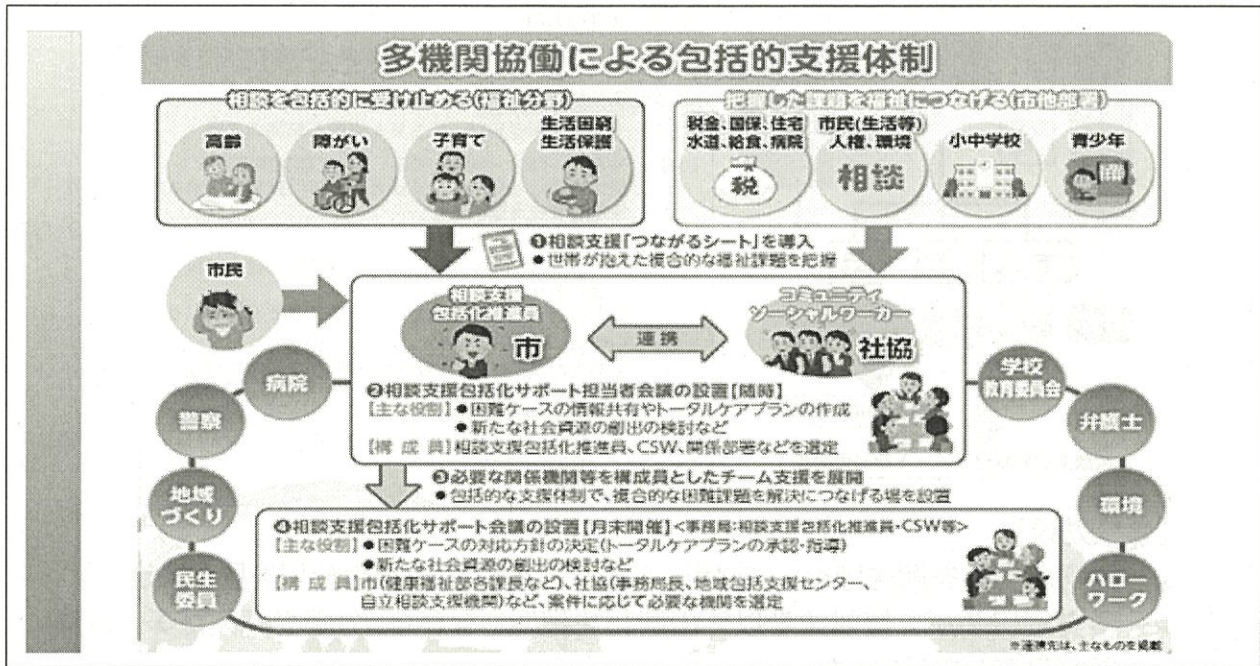 多機関協働による包括的支援体制
相談を包括的に受け止める(福祉分野)
高齢
障がい
子育て
生活困窮
生活保護
把握した課題を福祉につなげる(市他部署)
税金、国保、住宅
水道、給食、病院
税
市民(生活等)
人権、環境
相談
小中学校
青少年
❶相談支援「つながるシート」を導入
●世帯が抱えた複合的な福祉課題を把握
市民
相談支援
包括化推進員
市
連携
コミュニティ
ソーシャルワーカー
社協
❷相談支援包括化サポート担当者会議の設置【随時】
【主な役割】●困難ケースの情報共有やトータルケアプランの作成
●新たな社会資源の創出の検討など
【構成員】相談支援包括化推進員、CSW、関係部署などを選定
❸必要な関係機関等を構成員としたチーム支援を展開
●包括的な支援体制で、複合的な困難課題を解決につなげる場を設置
❹相談支援包括化サポート会議の設置【月末開催】<事務局:相談支援包括化推進員・CSW等>
【主な役割】●困難ケースの対応方針の決定(トータルケアプランの承認・指導)
●新たな社会資源の創出の検討など
【構成員】市(健康福祉部各課長など)、社協(事務局長、地域包括支援センター、
自立相談支援機関)など、案件に応じて必要な機関を選定
病院
警察
地域
づくり
民生
委員
学校
教育委員会
弁護士
環境
ハロー
ワーク
※連携先は、主なものを掲載